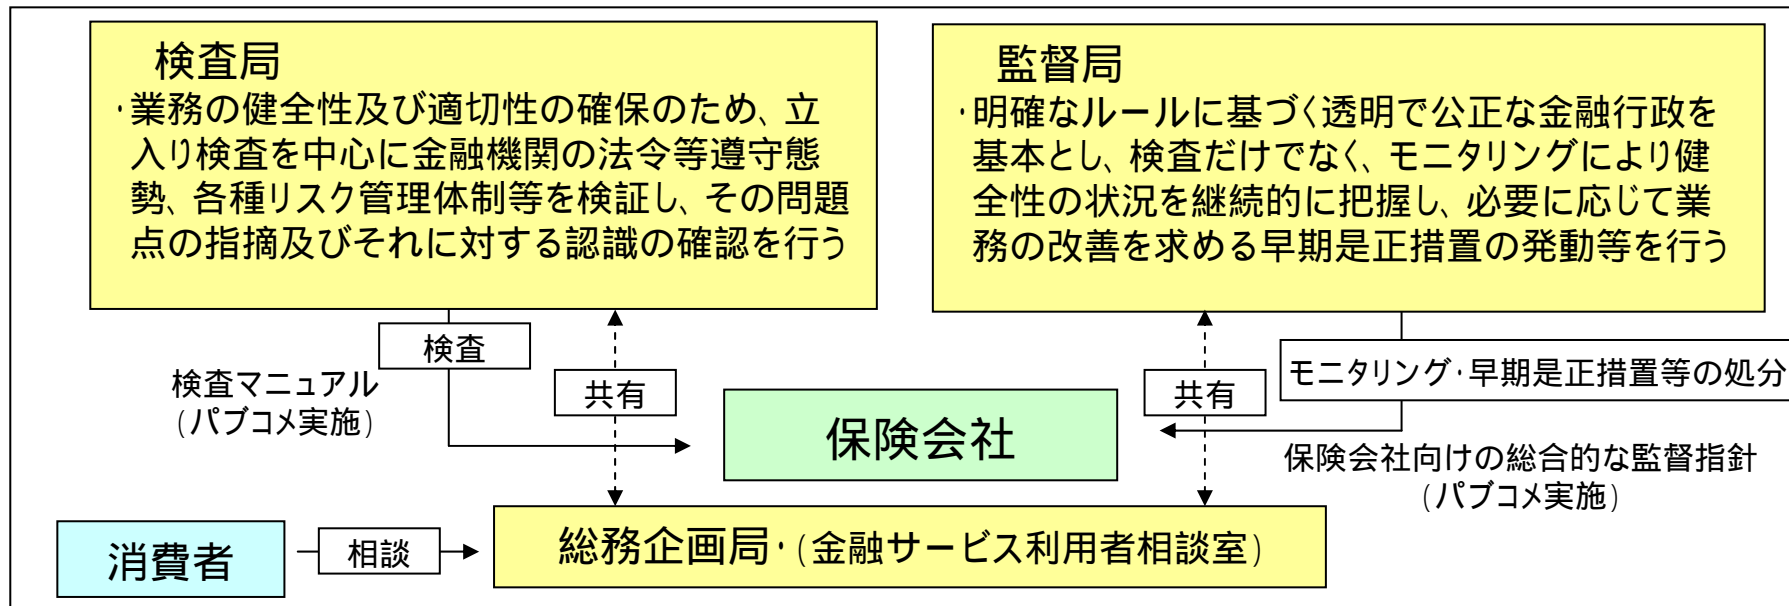 検査局
・業務の健全性及び適切性の確保のため、立
入り検査を中心に金融機関の法令等遵守態
勢、各種リスク管理体制等を検証し、その問題
点の指摘及びそれに対する認識の確認を行う
監督局
・明確なルールに基づく透明で公正な金融行政を
基本とし、検査だけでなく、モニタリングにより健
全性の状況を継続的に把握し、必要に応じて業
務の改善を求める早期是正措置の発動等を行う
検査
検査マニュアル
(パブコメ実施)
共有
保険会社
共有
モニタリング・早期是正措置等の処分
保険会社向けの総合的な監督指針
(パブコメ実施)
消費者
相談
総務企画局・(金融サービス利用者相談室)